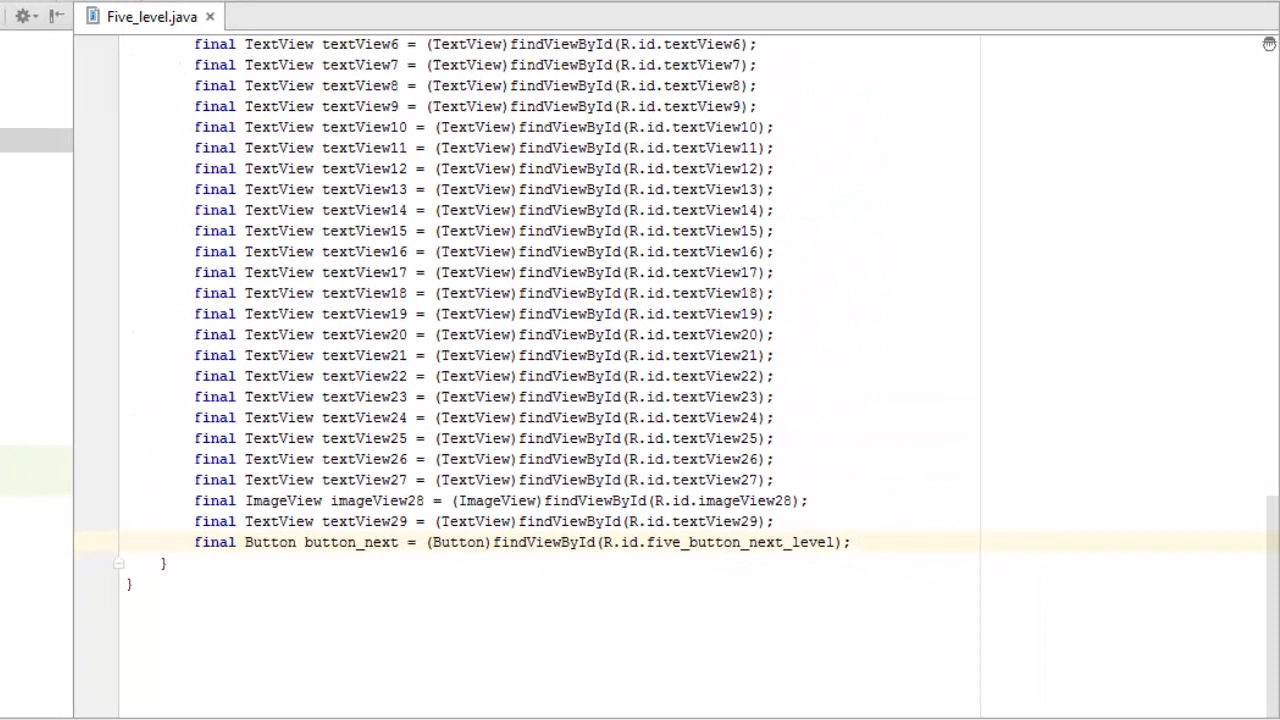 Five_level.java
final TextView textView6 = (TextView)findViewById(R.id.textView6);
final TextView textView7 = (TextView)findViewById(R.id.textView7);
final TextView textView8 = (TextView)findViewById(R.id.textView8);
final TextView textView9 = (TextView)findViewById(R.id.textView9);
final TextView textView10 = (TextView)findViewById(R.id.textView10);
final TextView textView11 = (TextView)findViewById(R.id.textView11);
final TextView textView12 = (TextView)findViewById(R.id.textView12);
final TextView textView13 = (TextView)findViewById(R.id.textView13);
final TextView textView14 = (TextView)findViewById(R.id.textView14);
final TextView textView15 = (TextView)findViewById(R.id.textView15);
final TextView textView16 = (TextView)findViewById(R.id.textView16);
final TextView textView17 = (TextView)findViewById(R.id.textView17);
final TextView textView18 = (TextView)findViewById(R.id.textView18);
final TextView textView19 = (TextView)findViewById(R.id.textView19);
final TextView textView20 = (TextView)findViewById(R.id.textView20);
final TextView textView21 = (TextView)findViewById(R.id.textView21);
final TextView textView22 = (TextView)findViewById(R.id.textView22);
final TextView textView23 = (TextView)findViewById(R.id.textView23);
final TextView textView24 = (TextView)findViewById(R.id.textView24);
final TextView textView25 = (TextView)findViewById(R.id.textView25);
final TextView textView26 = (TextView)findViewById(R.id.textView26);
final TextView textView27 = (TextView)findViewById(R.id.textView27);
final ImageView imageView28 = (ImageView)findViewById(R.id.imageView28);
final TextView textView29 = (TextView)findViewById(R.id.textView29);
final Button button_next = (Button)findViewById(R.id.five_button_next_level);
}
}